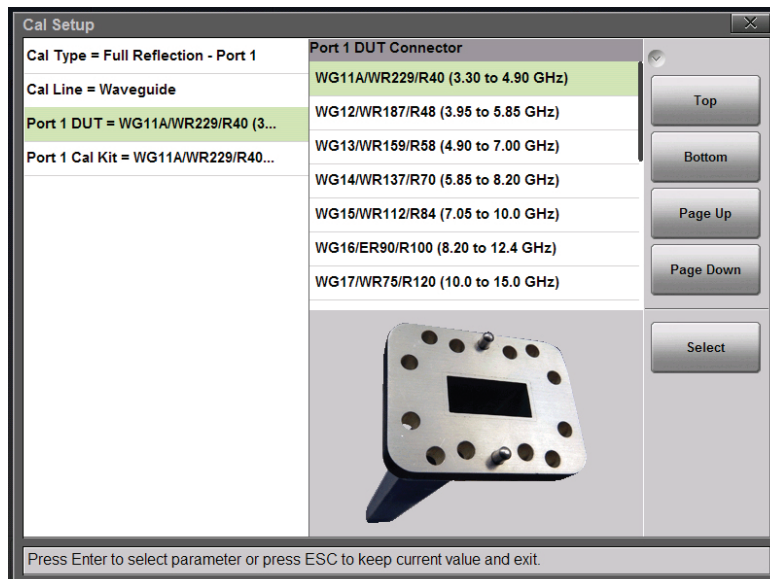 Cal Setup
Cal Type = Full Reflection - Port 1
Cal Line = Waveguide
Port 1 DUT = WG11A/WR229/R40 (3...
Port 1 Cal Kit = WG11A/WR229/R40...
Port 1 DUT Connector
WG11A/WR229/R40 (3.30 to 4.90 GHz)
WG12/WR187/R48 (3.95 to 5.85 GHz)
WG13/WR159/R58 (4.90 to 7.00 GHz)
WG14/WR137/R70 (5.85 to 8.20 GHz)
WG15/WR112/R84 (7.05 to 10.0 GHz)
WG16/ER90/R100 (8.20 to 12.4 GHz)
WG17/WR75/R120 (10.0 to 15.0 GHz)
Top
Bottom
Page Up
Page Down
Select
Press Enter to select parameter or press ESC to keep current value and exit.